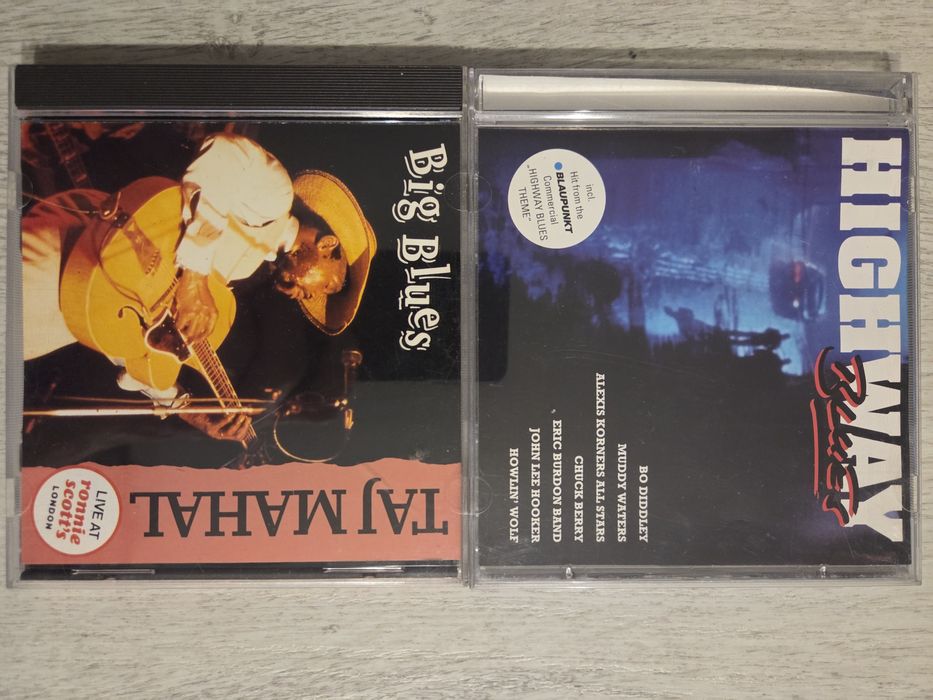 Big Blues
TAJ MAHAL
LIVE AT
ronnie
scott's
LONDON
HIGHWAY
Blues
incl.
Hit from the
BLAUPUNKT
Commercial
„HIGHWAY BLUES
THEME“
BO DIDDLEY
MUDDY WATERS
ALEXIS KORNERS ALL STARS
CHUCK BERRY
ERIC BURDON BAND
JOHN LEE HOOKER
HOWLIN' WOLF